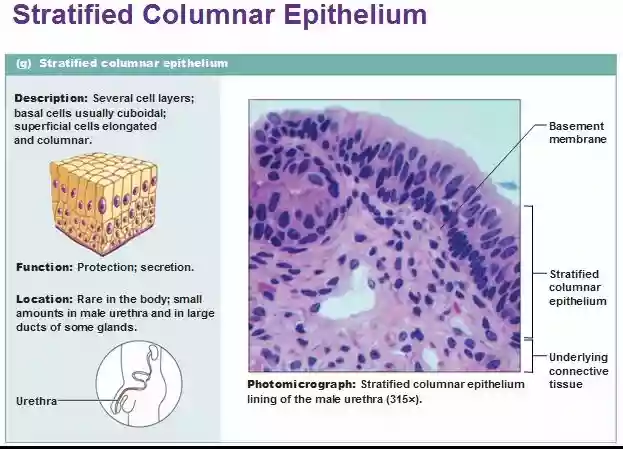 Stratified Columnar Epithelium
(g) Stratified columnar epithelium
Description: Several cell layers;
basal cells usually cuboidal;
superficial cells elongated
and columnar.
Function: Protection; secretion.
Location: Rare in the body; small
amounts in male urethra and in large
ducts of some glands.
Urethra
Basement
membrane
Stratified
columnar
epithelium
Underlying
connective
tissue
Photomicrograph: Stratified columnar epithelium
lining of the male urethra (315×).